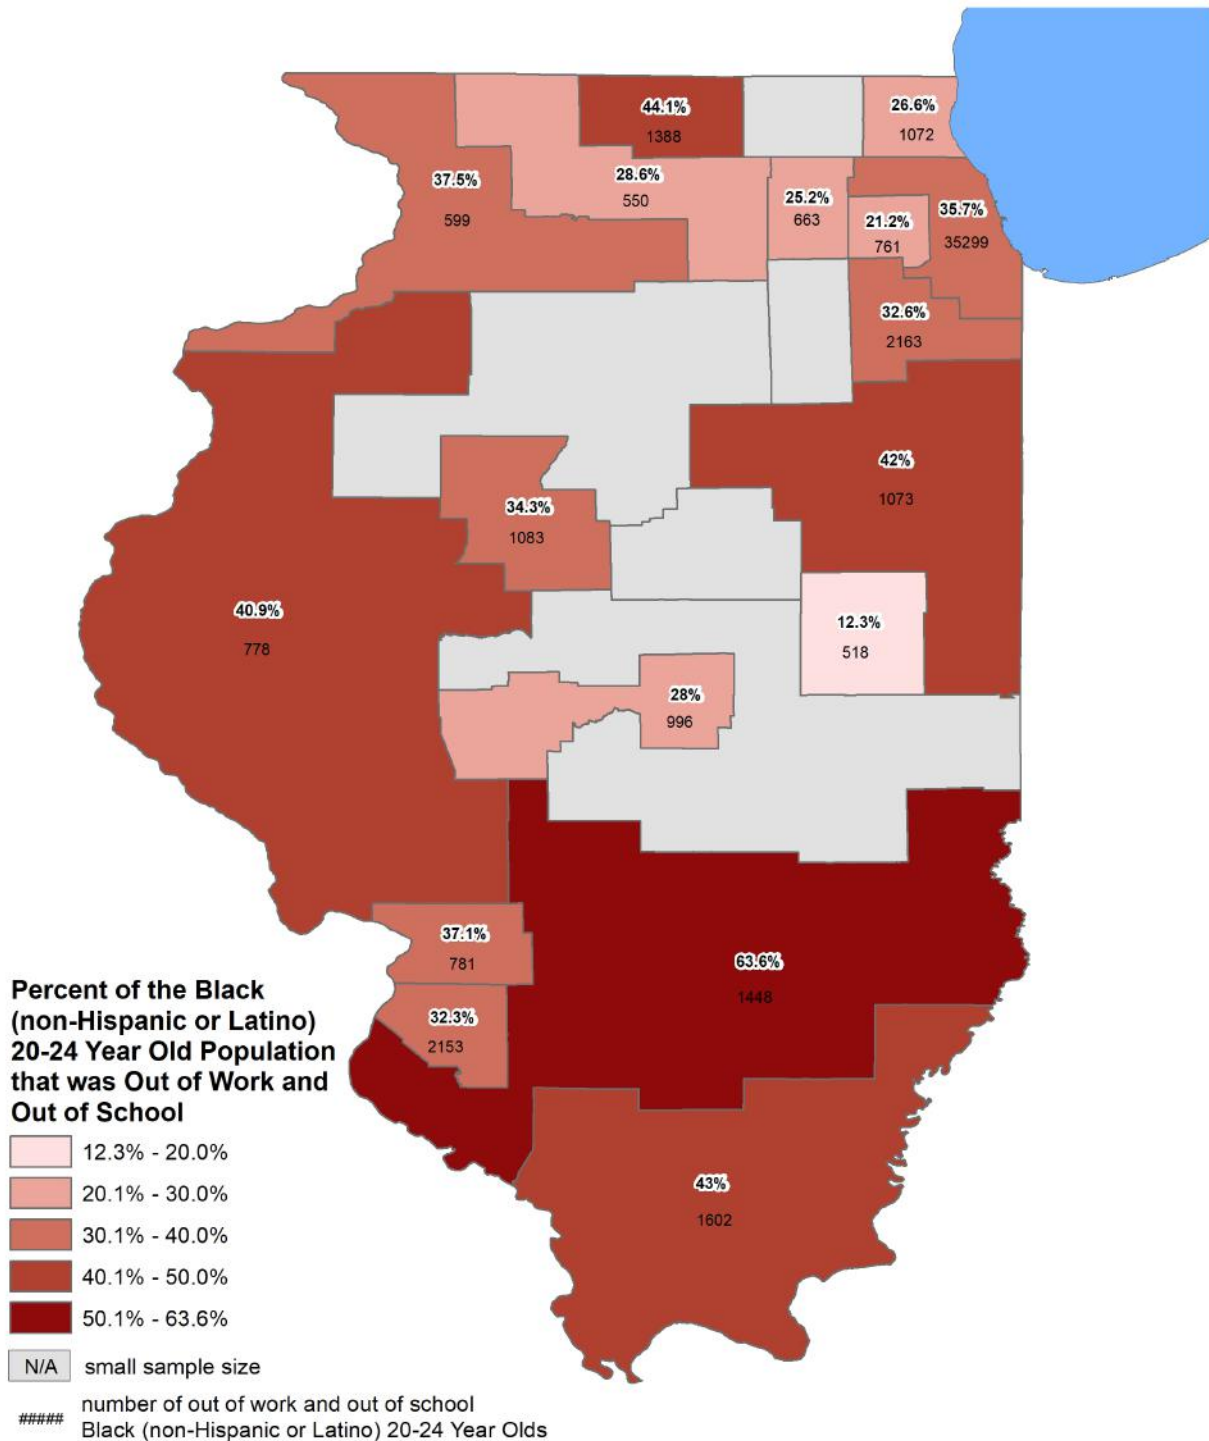 44.1%
1388
26.6%
1072
37.5%
599
28.6%
550
25.2%
663
21.2%
761
35.7%
35299
32.6%
2163
42%
1073
34.3%
1083
40.9%
778
12.3%
518
28%
996
37.1%
781
63.6%
1448
32.3%
2153
43%
1602
Percent of the Black
(non-Hispanic or Latino)
20-24 Year Old Population
that was Out of Work and
Out of School
12.3% - 20.0%
20.1% - 30.0%
30.1% - 40.0%
40.1% - 50.0%
50.1% - 63.6%
N/A small sample size
##### number of out of work and out of school
Black (non-Hispanic or Latino) 20-24 Year Olds